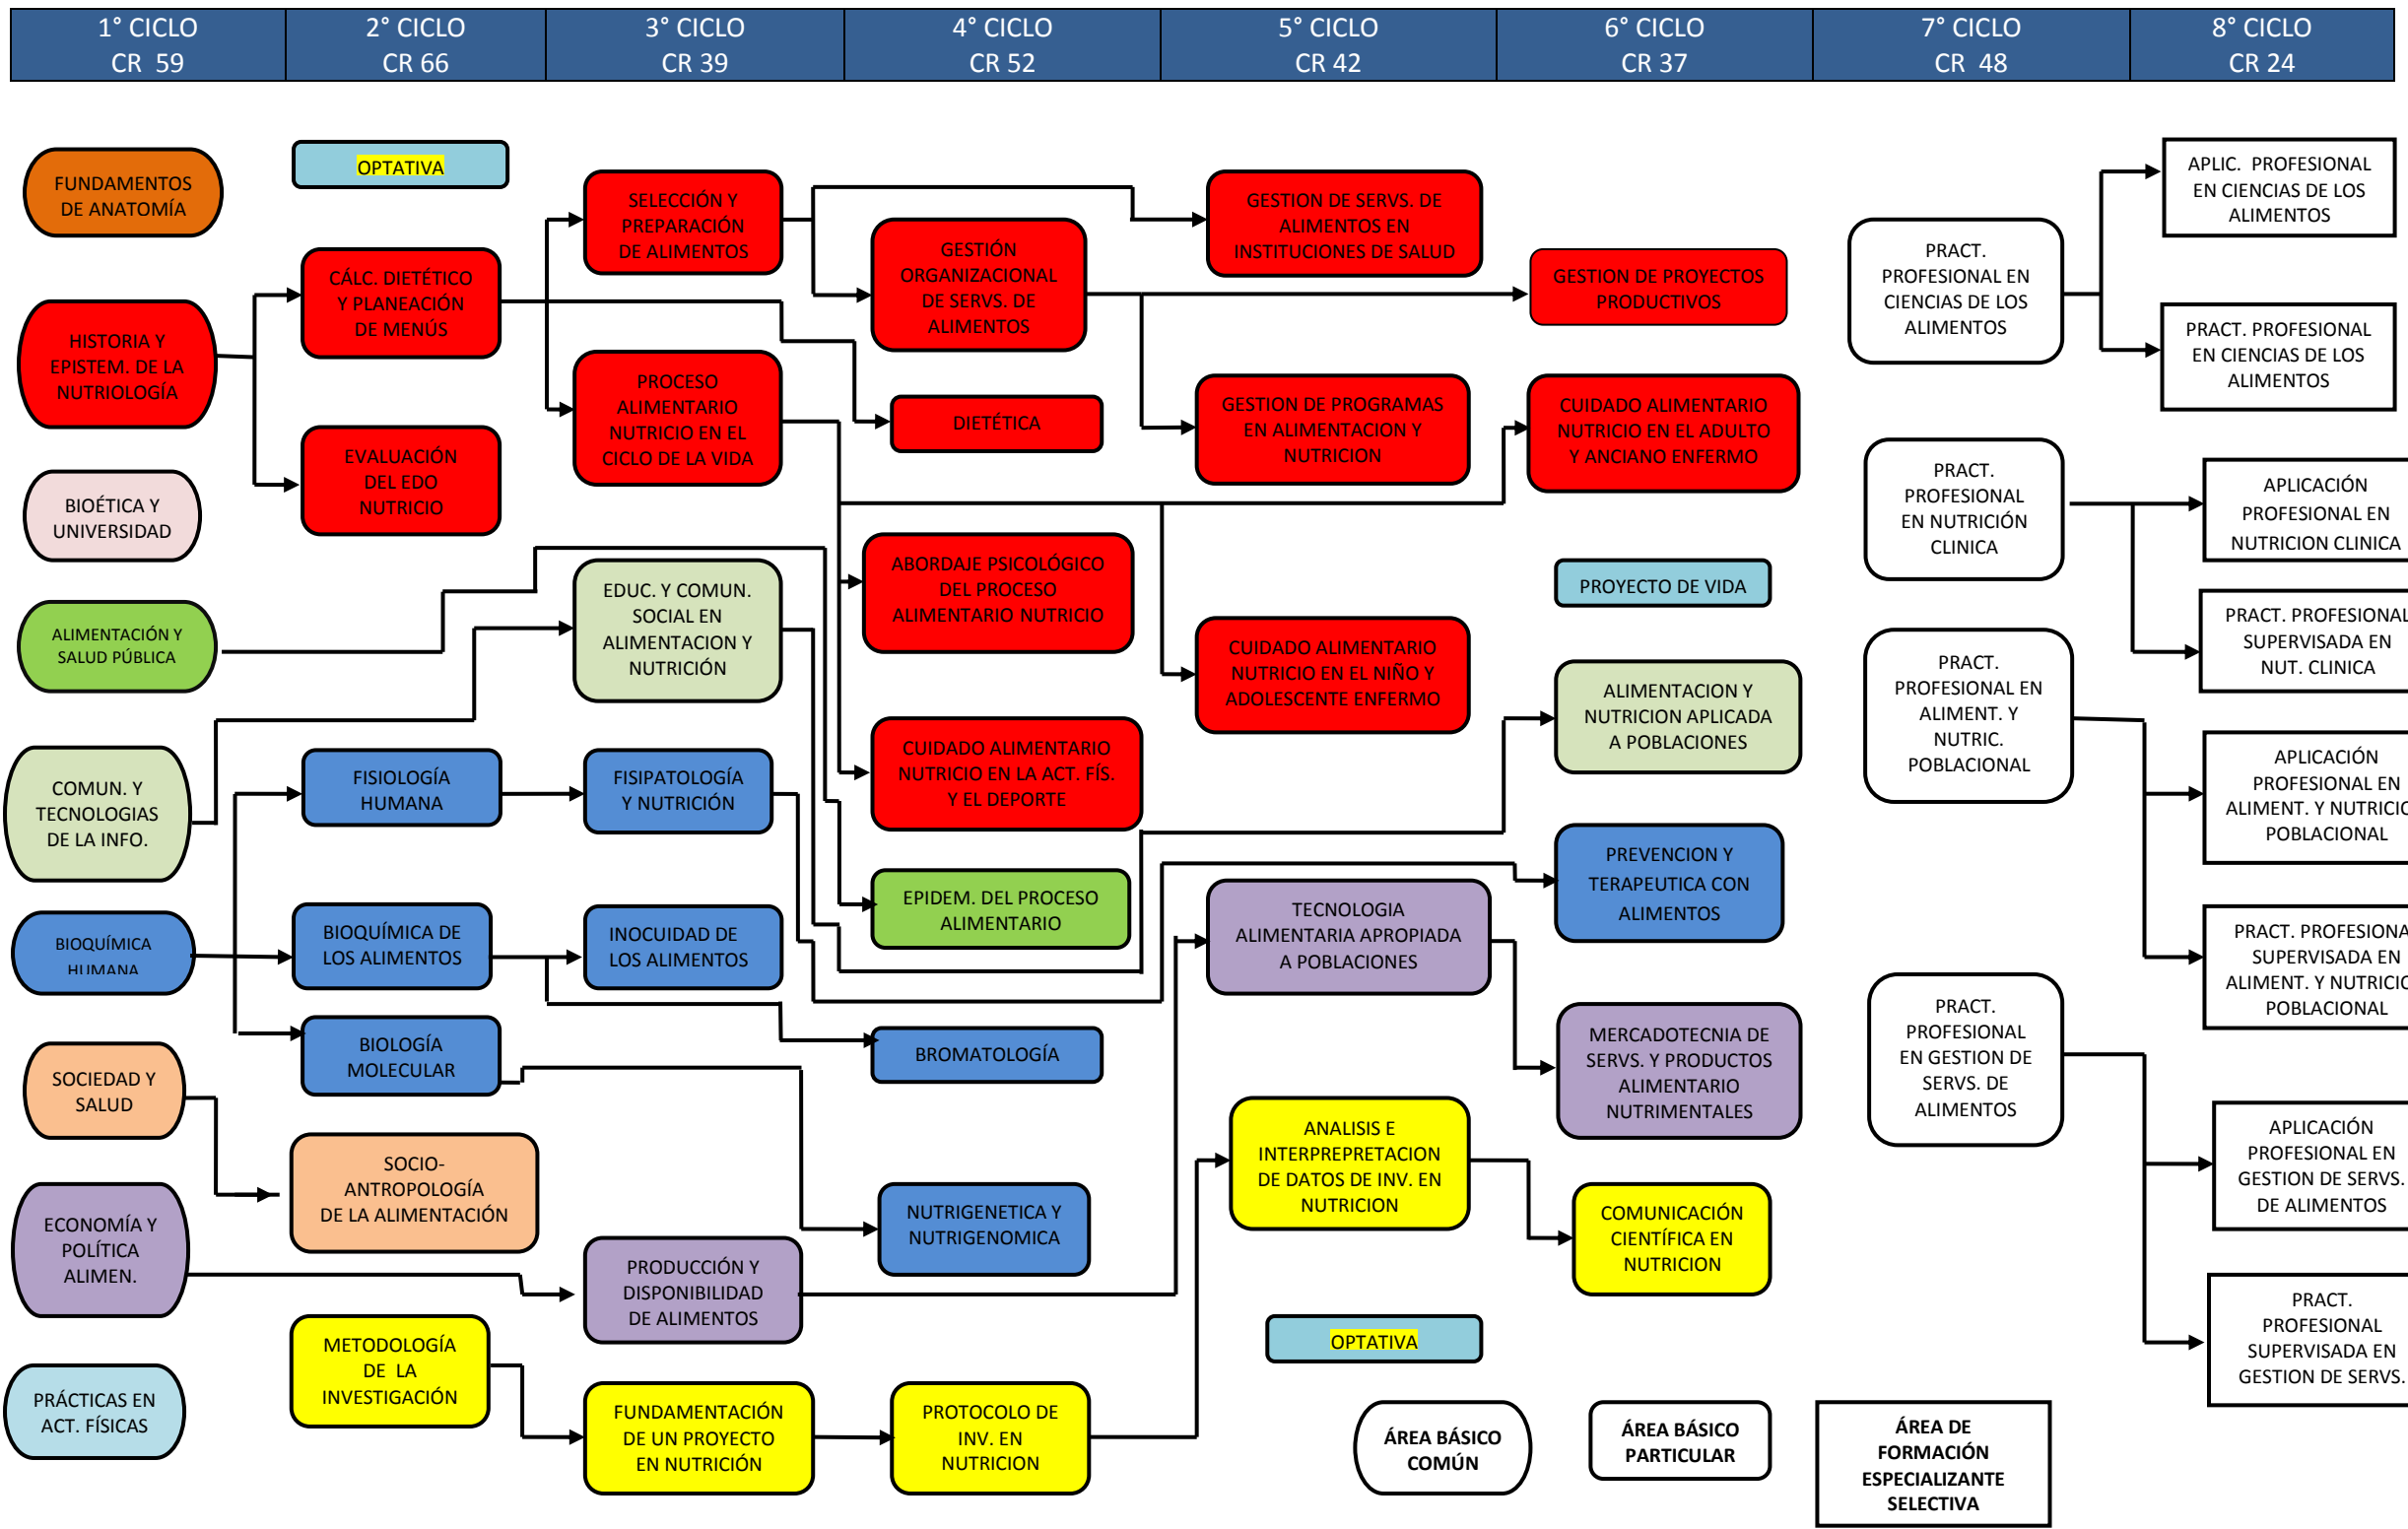 1° CICLO
CR 59
2° CICLO
CR 66
3° CICLO
CR 39
4° CICLO
CR 52
5° CICLO
CR 42
6° CICLO
CR 37
7° CICLO
CR 48
8° CICLO
CR 24
FUNDAMENTOS
DE ANATOMÍA
HISTORIA Y
EPISTEM. DE LA
NUTRIOLOGÍA
BIOÉTICA Y
UNIVERSIDAD
ALIMENTACIÓN Y
SALUD PÚBLICA
COMUN. Y
TECNOLOGIAS
DE LA INFO.
BIOQUÍMICA
HUMANA
SOCIEDAD Y
SALUD
ECONOMÍA Y
POLÍTICA
ALIMEN.
PRÁCTICAS EN
ACT. FÍSICAS
OPTATIVA
CÁLC. DIETÉTICO
Y PLANEACIÓN
DE MENÚS
EVALUACIÓN
DEL EDO
NUTRICIO
FISIOLOGÍA
HUMANA
BIOQUÍMICA DE
LOS ALIMENTOS
BIOLOGÍA
MOLECULAR
SOCIO-
ANTROPOLOGÍA
DE LA ALIMENTACIÓN
METODOLOGÍA
DE LA
INVESTIGACIÓN
SELECCIÓN Y
PREPARACIÓN
DE ALIMENTOS
PROCESO
ALIMENTARIO
NUTRICIO EN EL
CICLO DE LA VIDA
EDUC. Y COMUN.
SOCIAL EN
ALIMENTACION Y
NUTRICIÓN
FISIPATOLOGÍA
Y NUTRICIÓN
INOCUIDAD DE
LOS ALIMENTOS
PRODUCCIÓN Y
DISPONIBILIDAD
DE ALIMENTOS
FUNDAMENTACIÓN
DE UN PROYECTO
EN NUTRICIÓN
GESTIÓN
ORGANIZACIONAL
DE SERVS. DE
ALIMENTOS
DIETÉTICA
ABORDAJE PSICOLÓGICO
DEL PROCESO
ALIMENTARIO NUTRICIO
CUIDADO ALIMENTARIO
NUTRICIO EN LA ACT. FÍS.
Y EL DEPORTE
EPIDEM. DEL PROCESO
ALIMENTARIO
BROMATOLOGÍA
NUTRIGENETICA Y
NUTRIGENOMICA
PROTOCOLO DE
INV. EN
NUTRICION
GESTION DE SERVS. DE
ALIMENTOS EN
INSTITUCIONES DE SALUD
GESTION DE PROGRAMAS
EN ALIMENTACION Y
NUTRICION
CUIDADO ALIMENTARIO
NUTRICIO EN EL NIÑO Y
ADOLESCENTE ENFERMO
TECNOLOGIA
ALIMENTARIA APROPIADA
A POBLACIONES
ANALISIS E
INTERPREPRETACION
DE DATOS DE INV. EN
NUTRICION
OPTATIVA
GESTION DE PROYECTOS
PRODUCTIVOS
CUIDADO ALIMENTARIO
NUTRICIO EN EL ADULTO
Y ANCIANO ENFERMO
PROYECTO DE VIDA
ALIMENTACION Y
NUTRICION APLICADA
A POBLACIONES
PREVENCION Y
TERAPEUTICA CON
ALIMENTOS
MERCADOTECNIA DE
SERVS. Y PRODUCTOS
ALIMENTARIO
NUTRIMENTALES
COMUNICACIÓN
CIENTÍFICA EN
NUTRICION
PRACT.
PROFESIONAL EN
CIENCIAS DE LOS
ALIMENTOS
PRACT.
PROFESIONAL
EN NUTRICIÓN
CLINICA
PRACT.
PROFESIONAL EN
ALIMENT. Y
NUTRIC.
POBLACIONAL
PRACT.
PROFESIONAL
EN GESTION DE
SERVS. DE
ALIMENTOS
APLIC. PROFESIONAL
EN CIENCIAS DE LOS
ALIMENTOS
PRACT. PROFESIONAL
EN CIENCIAS DE LOS
ALIMENTOS
APLICACIÓN
PROFESIONAL EN
NUTRICION CLINICA
PRACT. PROFESIONAL
SUPERVISADA EN
NUT. CLINICA
APLICACIÓN
PROFESIONAL EN
ALIMENT. Y NUTRICIO
POBLACIONAL
PRACT. PROFESIONA
SUPERVISADA EN
ALIMENT. Y NUTRICIO
POBLACIONAL
APLICACIÓN
PROFESIONAL EN
GESTION DE SERVS.
DE ALIMENTOS
PRACT.
PROFESIONAL
SUPERVISADA EN
GESTION DE SERVS.
ÁREA BÁSICO
COMÚN
ÁREA BÁSICO
PARTICULAR
ÁREA DE
FORMACIÓN
ESPECIALIZANTE
SELECTIVA